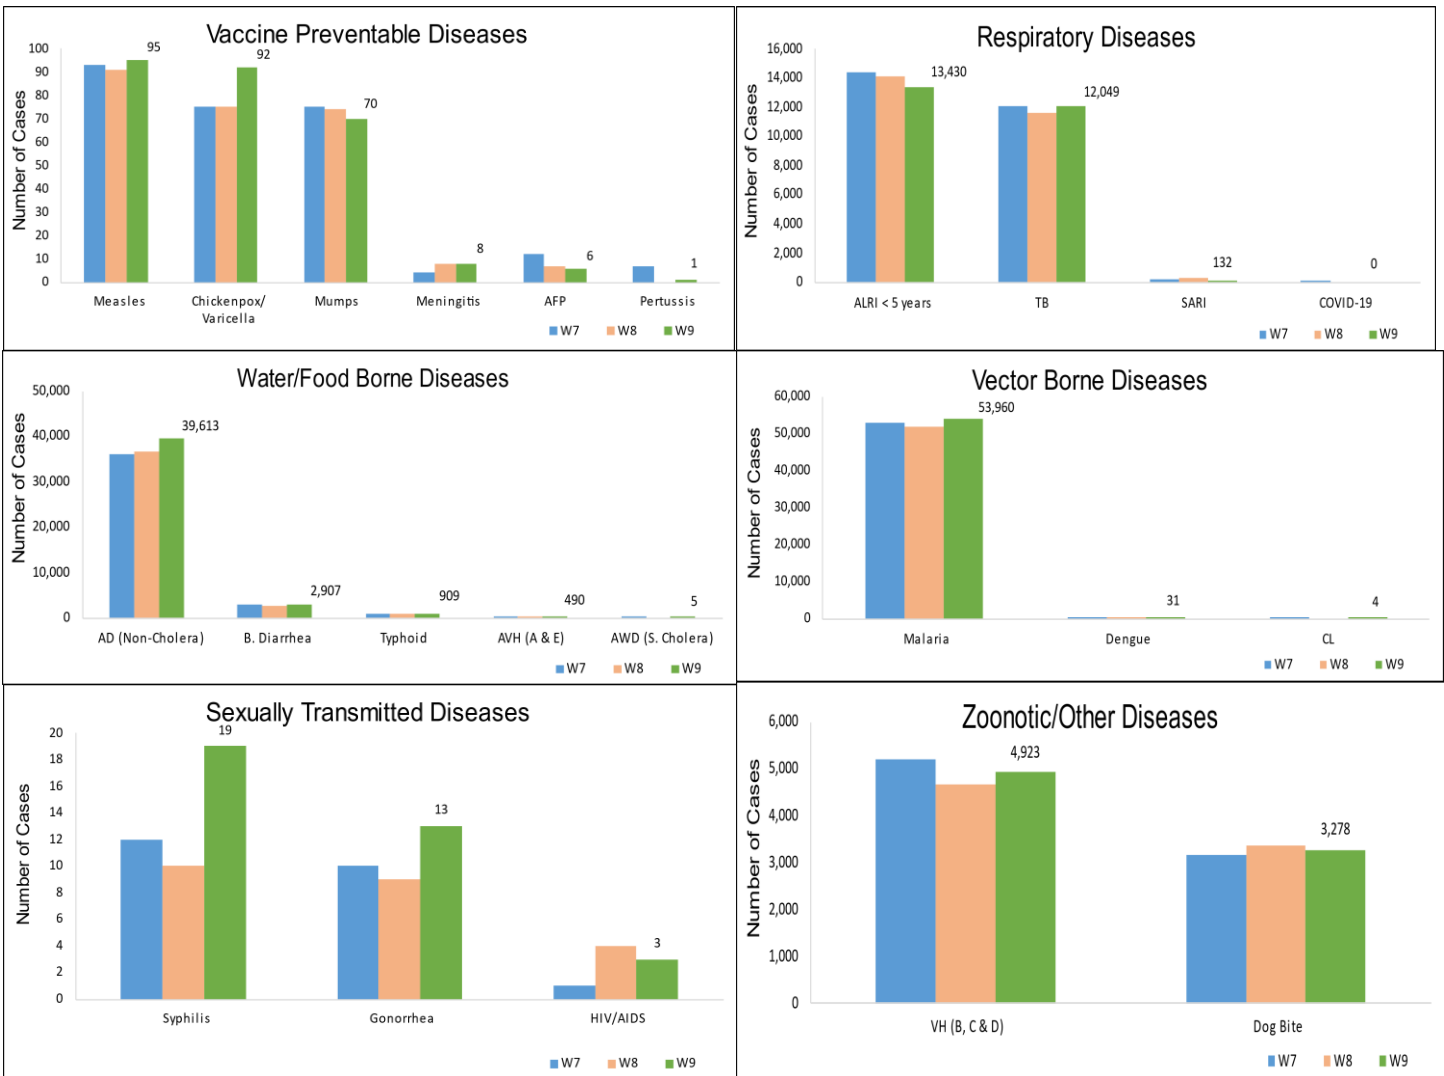 Vaccine Preventable Diseases
Number of Cases
100
90
80
70
60
50
40
30
20
10
0
95
92
70
8
6
1
Measles
Chickenpox/
Varicella
Mumps
Meningitis
AFP
Pertussis
W7 W8 W9
Respiratory Diseases
Number of Cases
16,000
14,000
12,000
10,000
8,000
6,000
4,000
2,000
0
13,430
12,049
132
0
ALRI < 5 years
TB
SARI
COVID-19
W7 W8 W9
Water/Food Borne Diseases
Number of Cases
50,000
40,000
30,000
20,000
10,000
0
39,613
2,907
909
490
5
AD (Non-Cholera)
B. Diarrhea
Typhoid
AVH (A & E)
AWD (S. Cholera)
W7 W8 W9
Vector Borne Diseases
Number of Cases
60,000
50,000
40,000
30,000
20,000
10,000
0
53,960
31
4
Malaria
Dengue
CL
W7 W8 W9
Sexually Transmitted Diseases
Number of Cases
20
18
16
14
12
10
8
6
4
2
0
19
13
3
Syphilis
Gonorrhea
HIV/AIDS
W7 W8 W9
Zoonotic/Other Diseases
Number of Cases
6,000
5,000
4,000
3,000
2,000
1,000
0
4,923
3,278
VH (B, C & D)
Dog Bite
W7 W8 W9